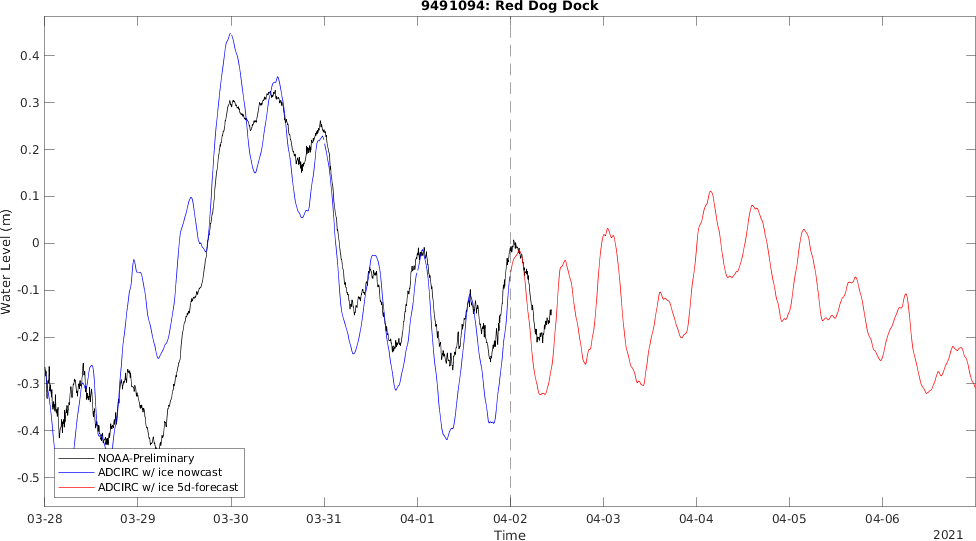 9491094: Red Dog Dock
0.4
0.3
0.2
0.1
0
-0.1
-0.2
-0.3
-0.4
-0.5
Water Level (m)
NOAA-Preliminary
ADCIRC w/ ice nowcast
ADCIRC w/ ice 5d-forecast
03-28 03-29 03-30 03-31 04-01 04-02 04-03 04-04 04-05 04-06
Time
2021